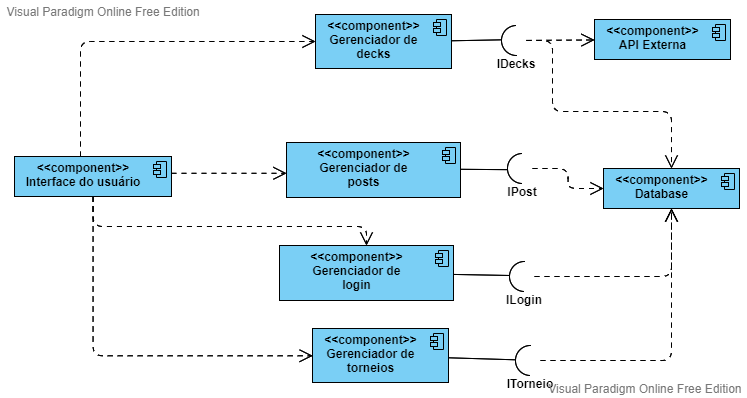 Visual Paradigm Online Free Edition
<<component>>
Gerenciador de
decks
IDecks
<<component>>
API Externa
<<component>>
Interface do usuário
<<component>>
Gerenciador de
posts
IPost
<<component>>
Database
<<component>>
Gerenciador de
login
ILogin
<<component>>
Gerenciador de
torneios
ITorneio
Visual Paradigm Online Free Edition